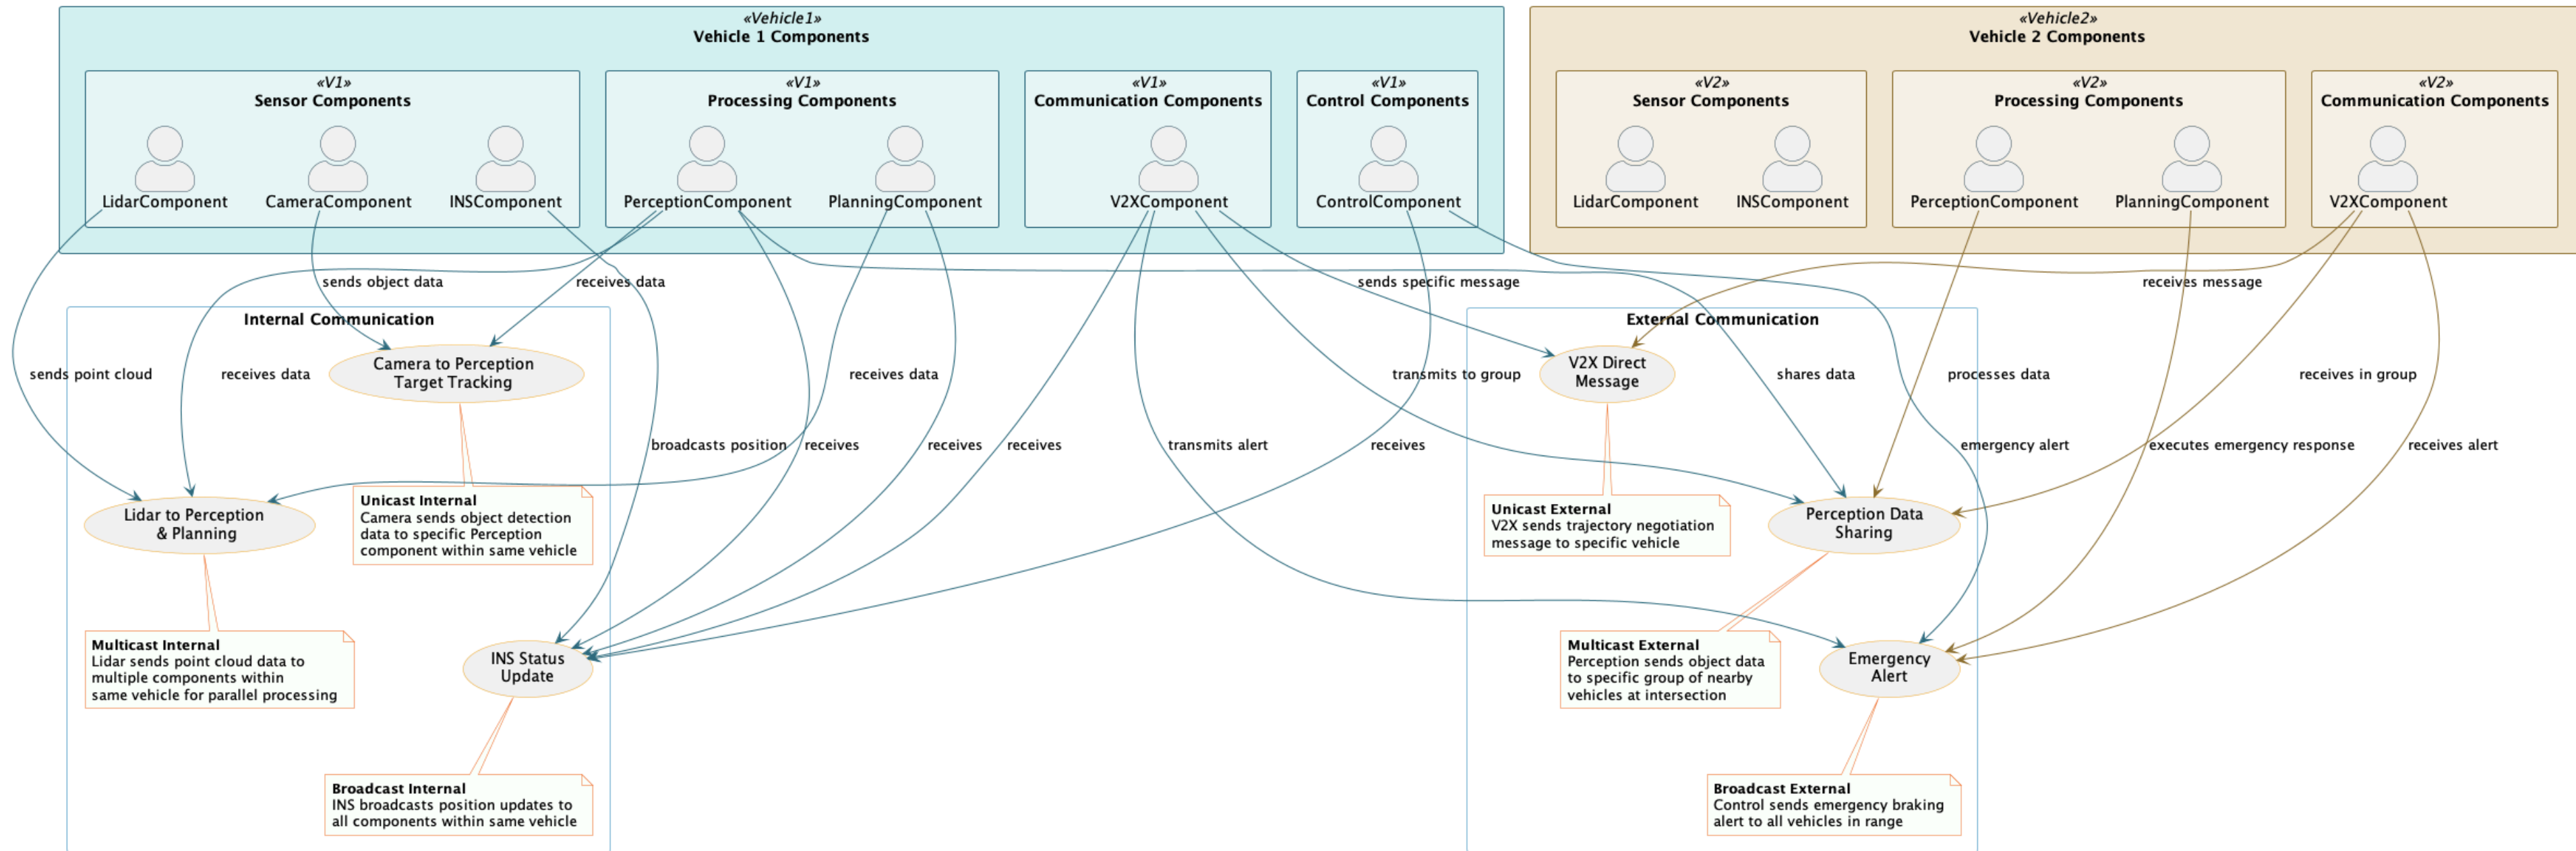 «Vehicle1»
Vehicle 1 Components
«V1»
Sensor Components
LidarComponent
CameraComponent
INSComponent
«V1»
Processing Components
PerceptionComponent
PlanningComponent
«V1»
Communication Components
V2XComponent
«V1»
Control Components
ControlComponent
«Vehicle2»
Vehicle 2 Components
«V2»
Sensor Components
LidarComponent
INSComponent
«V2»
Processing Components
PerceptionComponent
PlanningComponent
«V2»
Communication Components
V2XComponent
sends object data
receives data
sends specific message
receives message
Internal Communication
External Communication
sends point cloud
receives data
Camera to Perception
Target Tracking
receives data
transmits to group
V2X Direct
Message
shares data
processes data
receives in group
broadcasts position
receives
receives
receives
transmits alert
receives
emergency alert
executes emergency response
receives alert
Lidar to Perception
& Planning
Unicast Internal
Camera sends object detection
data to specific Perception
component within same vehicle
Unicast External
V2X sends trajectory negotiation
message to specific vehicle
Perception Data
Sharing
Multicast Internal
Lidar sends point cloud data to
multiple components within
same vehicle for parallel processing
INS Status
Update
Multicast External
Perception sends object data
to specific group of nearby
vehicles at intersection
Emergency
Alert
Broadcast Internal
INS broadcasts position updates to
all components within same vehicle
Broadcast External
Control sends emergency braking
alert to all vehicles in range